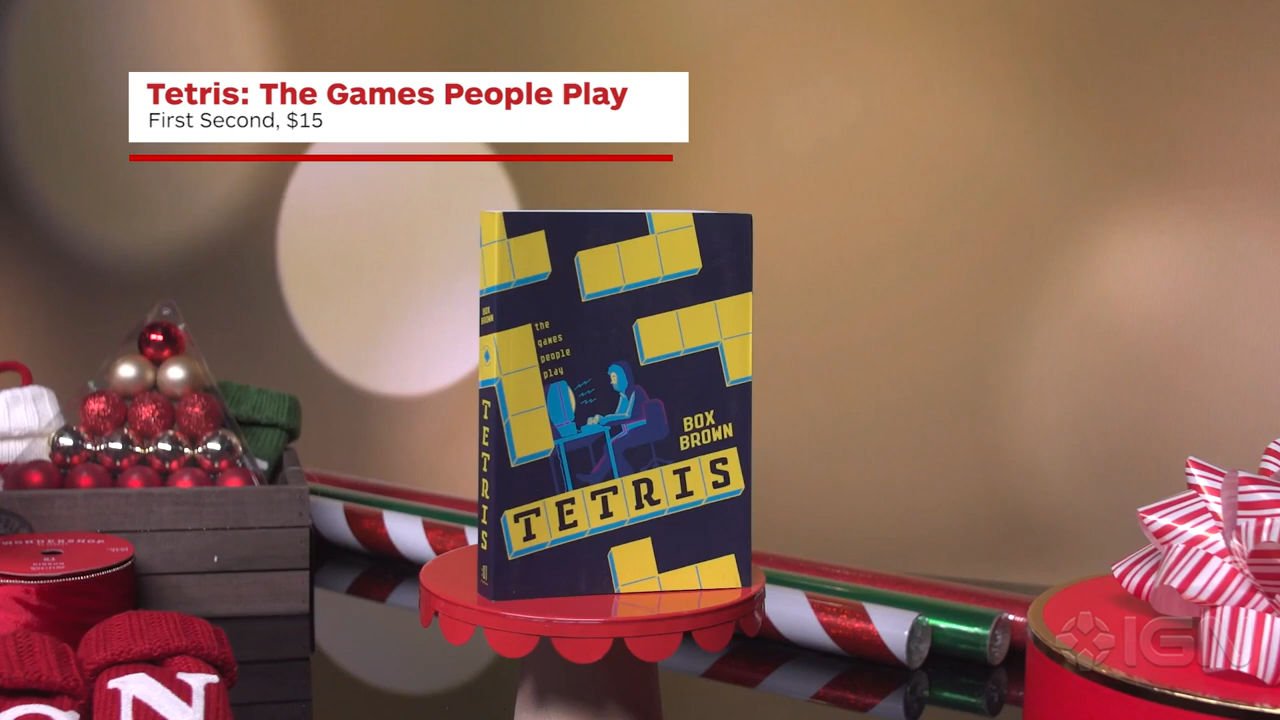 Tetris: The Games People Play
First Second, $15
BOX
BROWN
TETRIS
the
games
people
play
BOX
BROWN
TETRIS
IGN
N